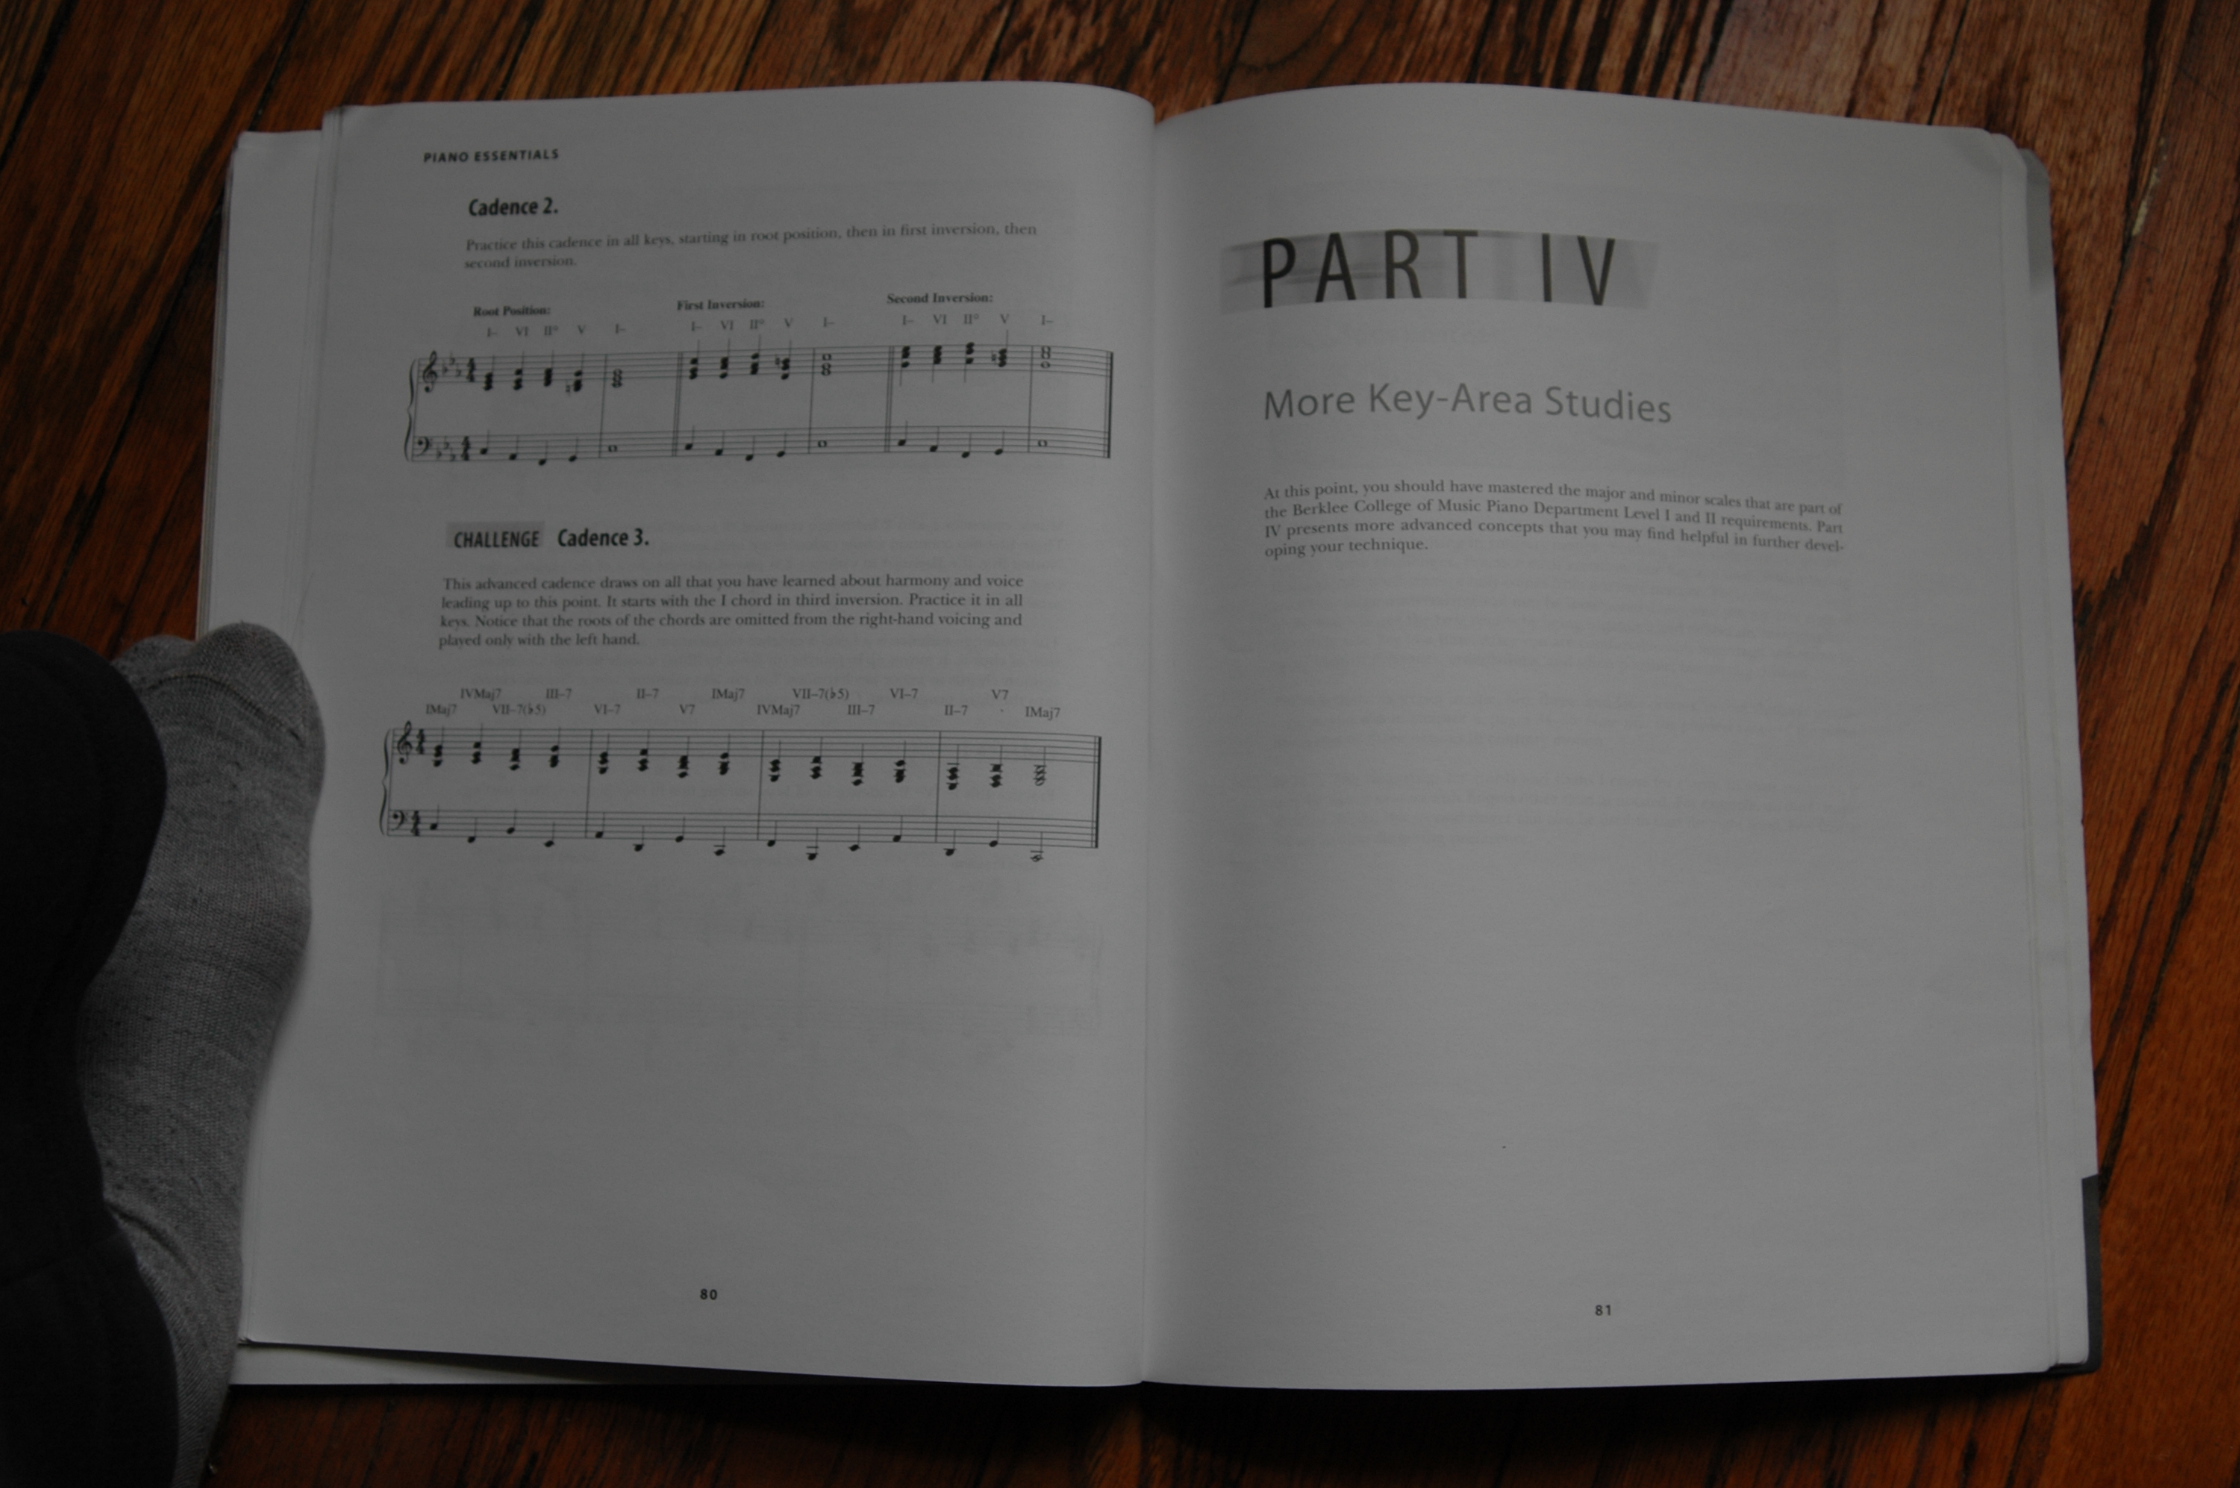 PIANO ESSENTIALS
Cadence 2.
Practice this cadence in all keys, starting in root position, then in first inversion, then
second inversion.
Root Position: First Inversion: Second Inversion:
I– VI II° V I– I– VI II° V I– I– VI II° V I–
CHALLENGE Cadence 3.
This advanced cadence draws on all that you have learned about harmony and voice
leading up to this point. It starts with the I chord in third inversion. Practice it in all
keys. Notice that the roots of the chords are omitted from the right-hand voicing and
played only with the left hand.
IMaj7 IVMaj7 VII–7(♭5) III–7 VI–7 II–7 V7 IMaj7 IVMaj7 VII–7(♭5) III–7 VI–7 II–7 V7 IMaj7
80
PART IV
More Key-Area Studies
At this point, you should have mastered the major and minor scales that are part of
the Berklee College of Music Piano Department Level I and II requirements. Part
IV presents more advanced concepts that you may find helpful in further devel-
oping your technique.
81